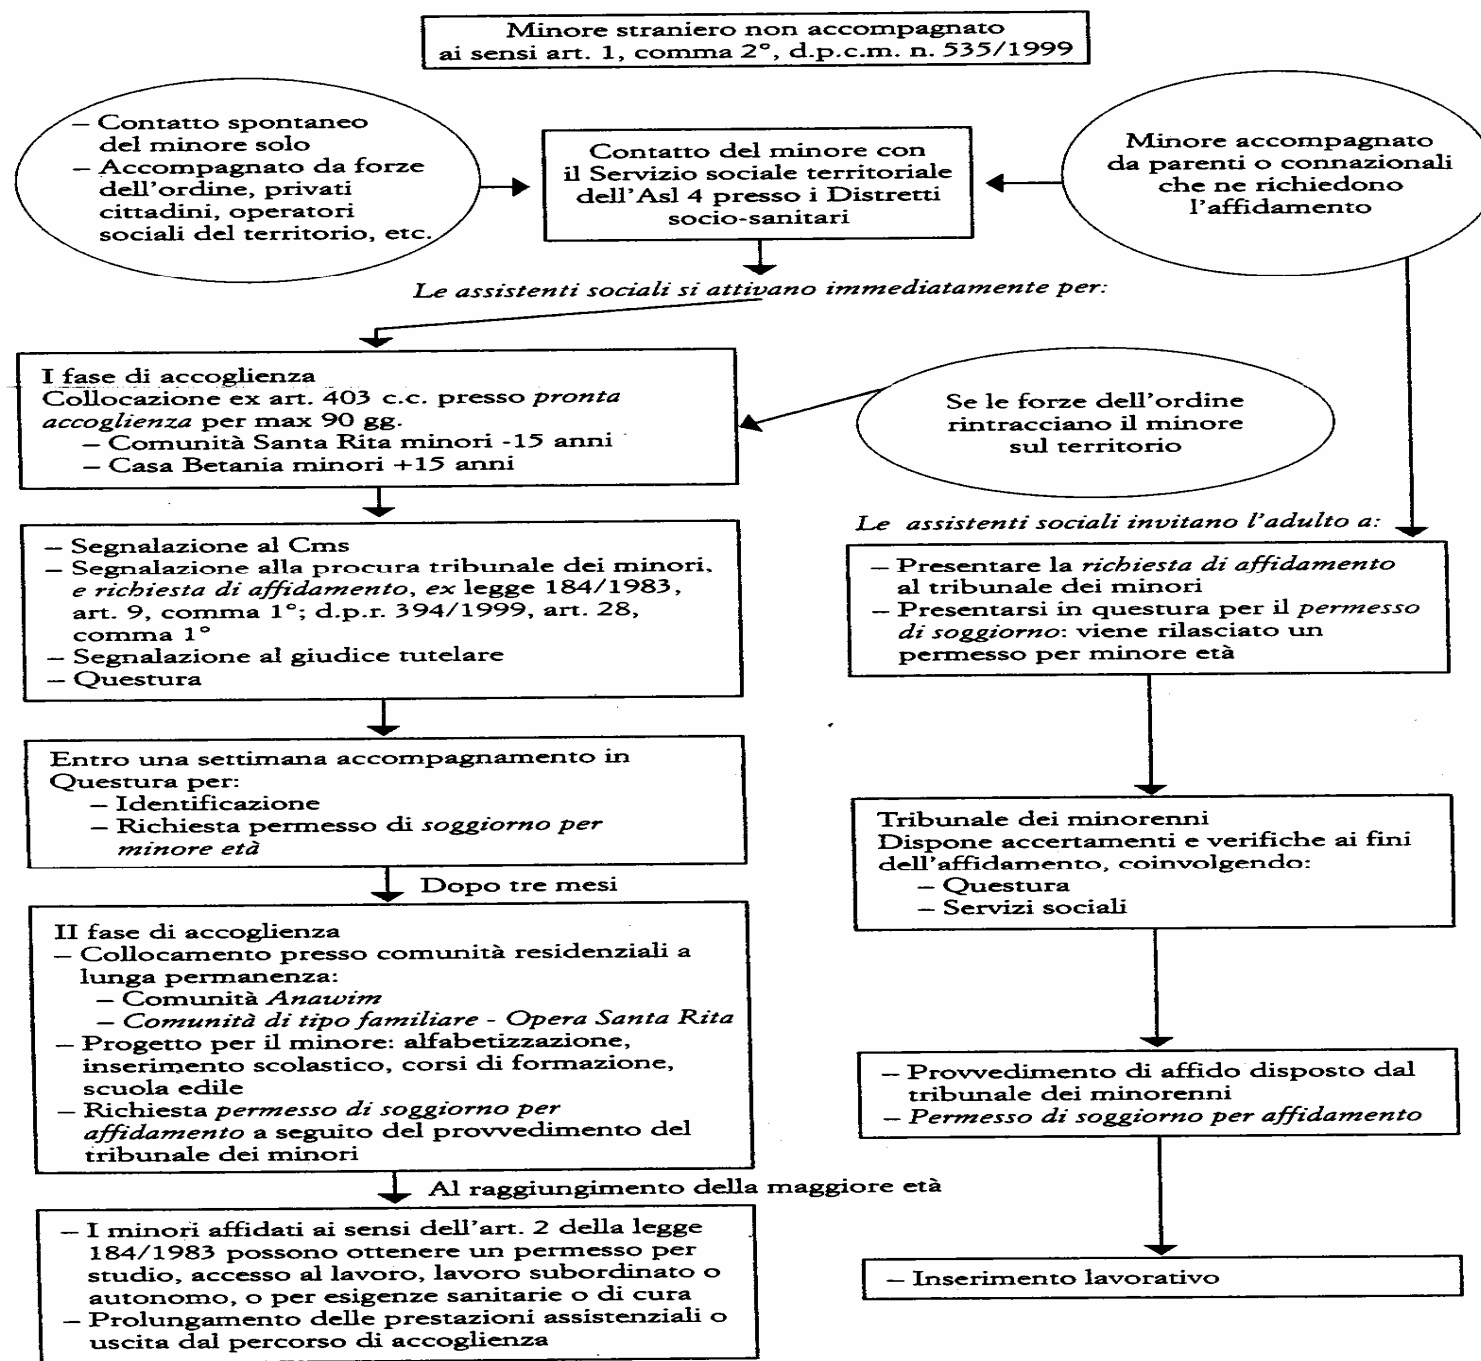 Minore straniero non accompagnato
ai sensi art. 1, comma 2°, d.p.c.m. n. 535/1999
– Contatto spontaneo
del minore solo
– Accompagnato da forze
dell'ordine, privati
cittadini, operatori
sociali del territorio, etc.
Contatto del minore con
il Servizio sociale territoriale
dell'Asl 4 presso i Distretti
socio-sanitari
Minore accompagnato
da parenti o connazionali
che ne richiedono
l'affidamento
Le assistenti sociali si attivano immediatamente per:
I fase di accoglienza
Collocazione ex art. 403 c.c. presso pronta
accoglienza per max 90 gg.
– Comunità Santa Rita minori -15 anni
– Casa Betania minori +15 anni
Se le forze dell'ordine
rintracciano il minore
sul territorio
– Segnalazione al Cms
– Segnalazione alla procura tribunale dei minori,
e richiesta di affidamento, ex legge 184/1983,
art. 9, comma 1°; d.p.r. 394/1999, art. 28,
comma 1°
– Segnalazione al giudice tutelare
– Questura
Le assistenti sociali invitano l'adulto a:
– Presentare la richiesta di affidamento
al tribunale dei minori
– Presentarsi in questura per il permesso
di soggiorno: viene rilasciato un
permesso per minore età
Entro una settimana accompagnamento in
Questura per:
– Identificazione
– Richiesta permesso di soggiorno per
minore età
Tribunale dei minorenni
Dispone accertamenti e verifiche ai fini
dell'affidamento, coinvolgendo:
– Questura
– Servizi sociali
Dopo tre mesi
II fase di accoglienza
– Collocamento presso comunità residenziali a
lunga permanenza:
– Comunità Anawim
– Comunità di tipo familiare - Opera Santa Rita
– Progetto per il minore: alfabetizzazione,
inserimento scolastico, corsi di formazione,
scuola edile
– Richiesta permesso di soggiorno per
affidamento a seguito del provvedimento del
tribunale dei minori
– Provvedimento di affido disposto dal
tribunale dei minorenni
– Permesso di soggiorno per affidamento
Al raggiungimento della maggiore età
– I minori affidati ai sensi dell'art. 2 della legge
184/1983 possono ottenere un permesso per
studio, accesso al lavoro, lavoro subordinato o
autonomo, o per esigenze sanitarie o di cura
– Prolungamento delle prestazioni assistenziali o
uscita dal percorso di accoglienza
– Inserimento lavorativo